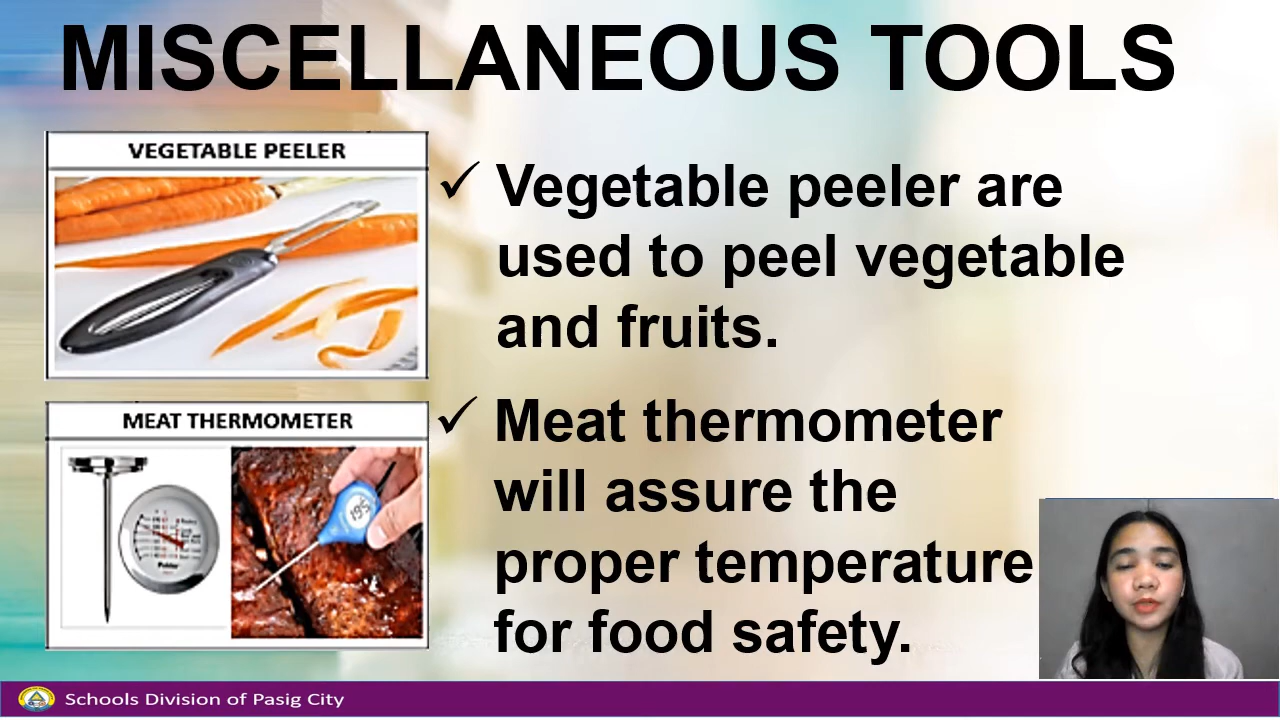 MISCELLANEOUS TOOLS
VEGETABLE PEELER
✓ Vegetable peeler are
used to peel vegetable
and fruits.
MEAT THERMOMETER
✓ Meat thermometer
will assure the
proper temperature
for food safety.
195
Schools Division of Pasig City